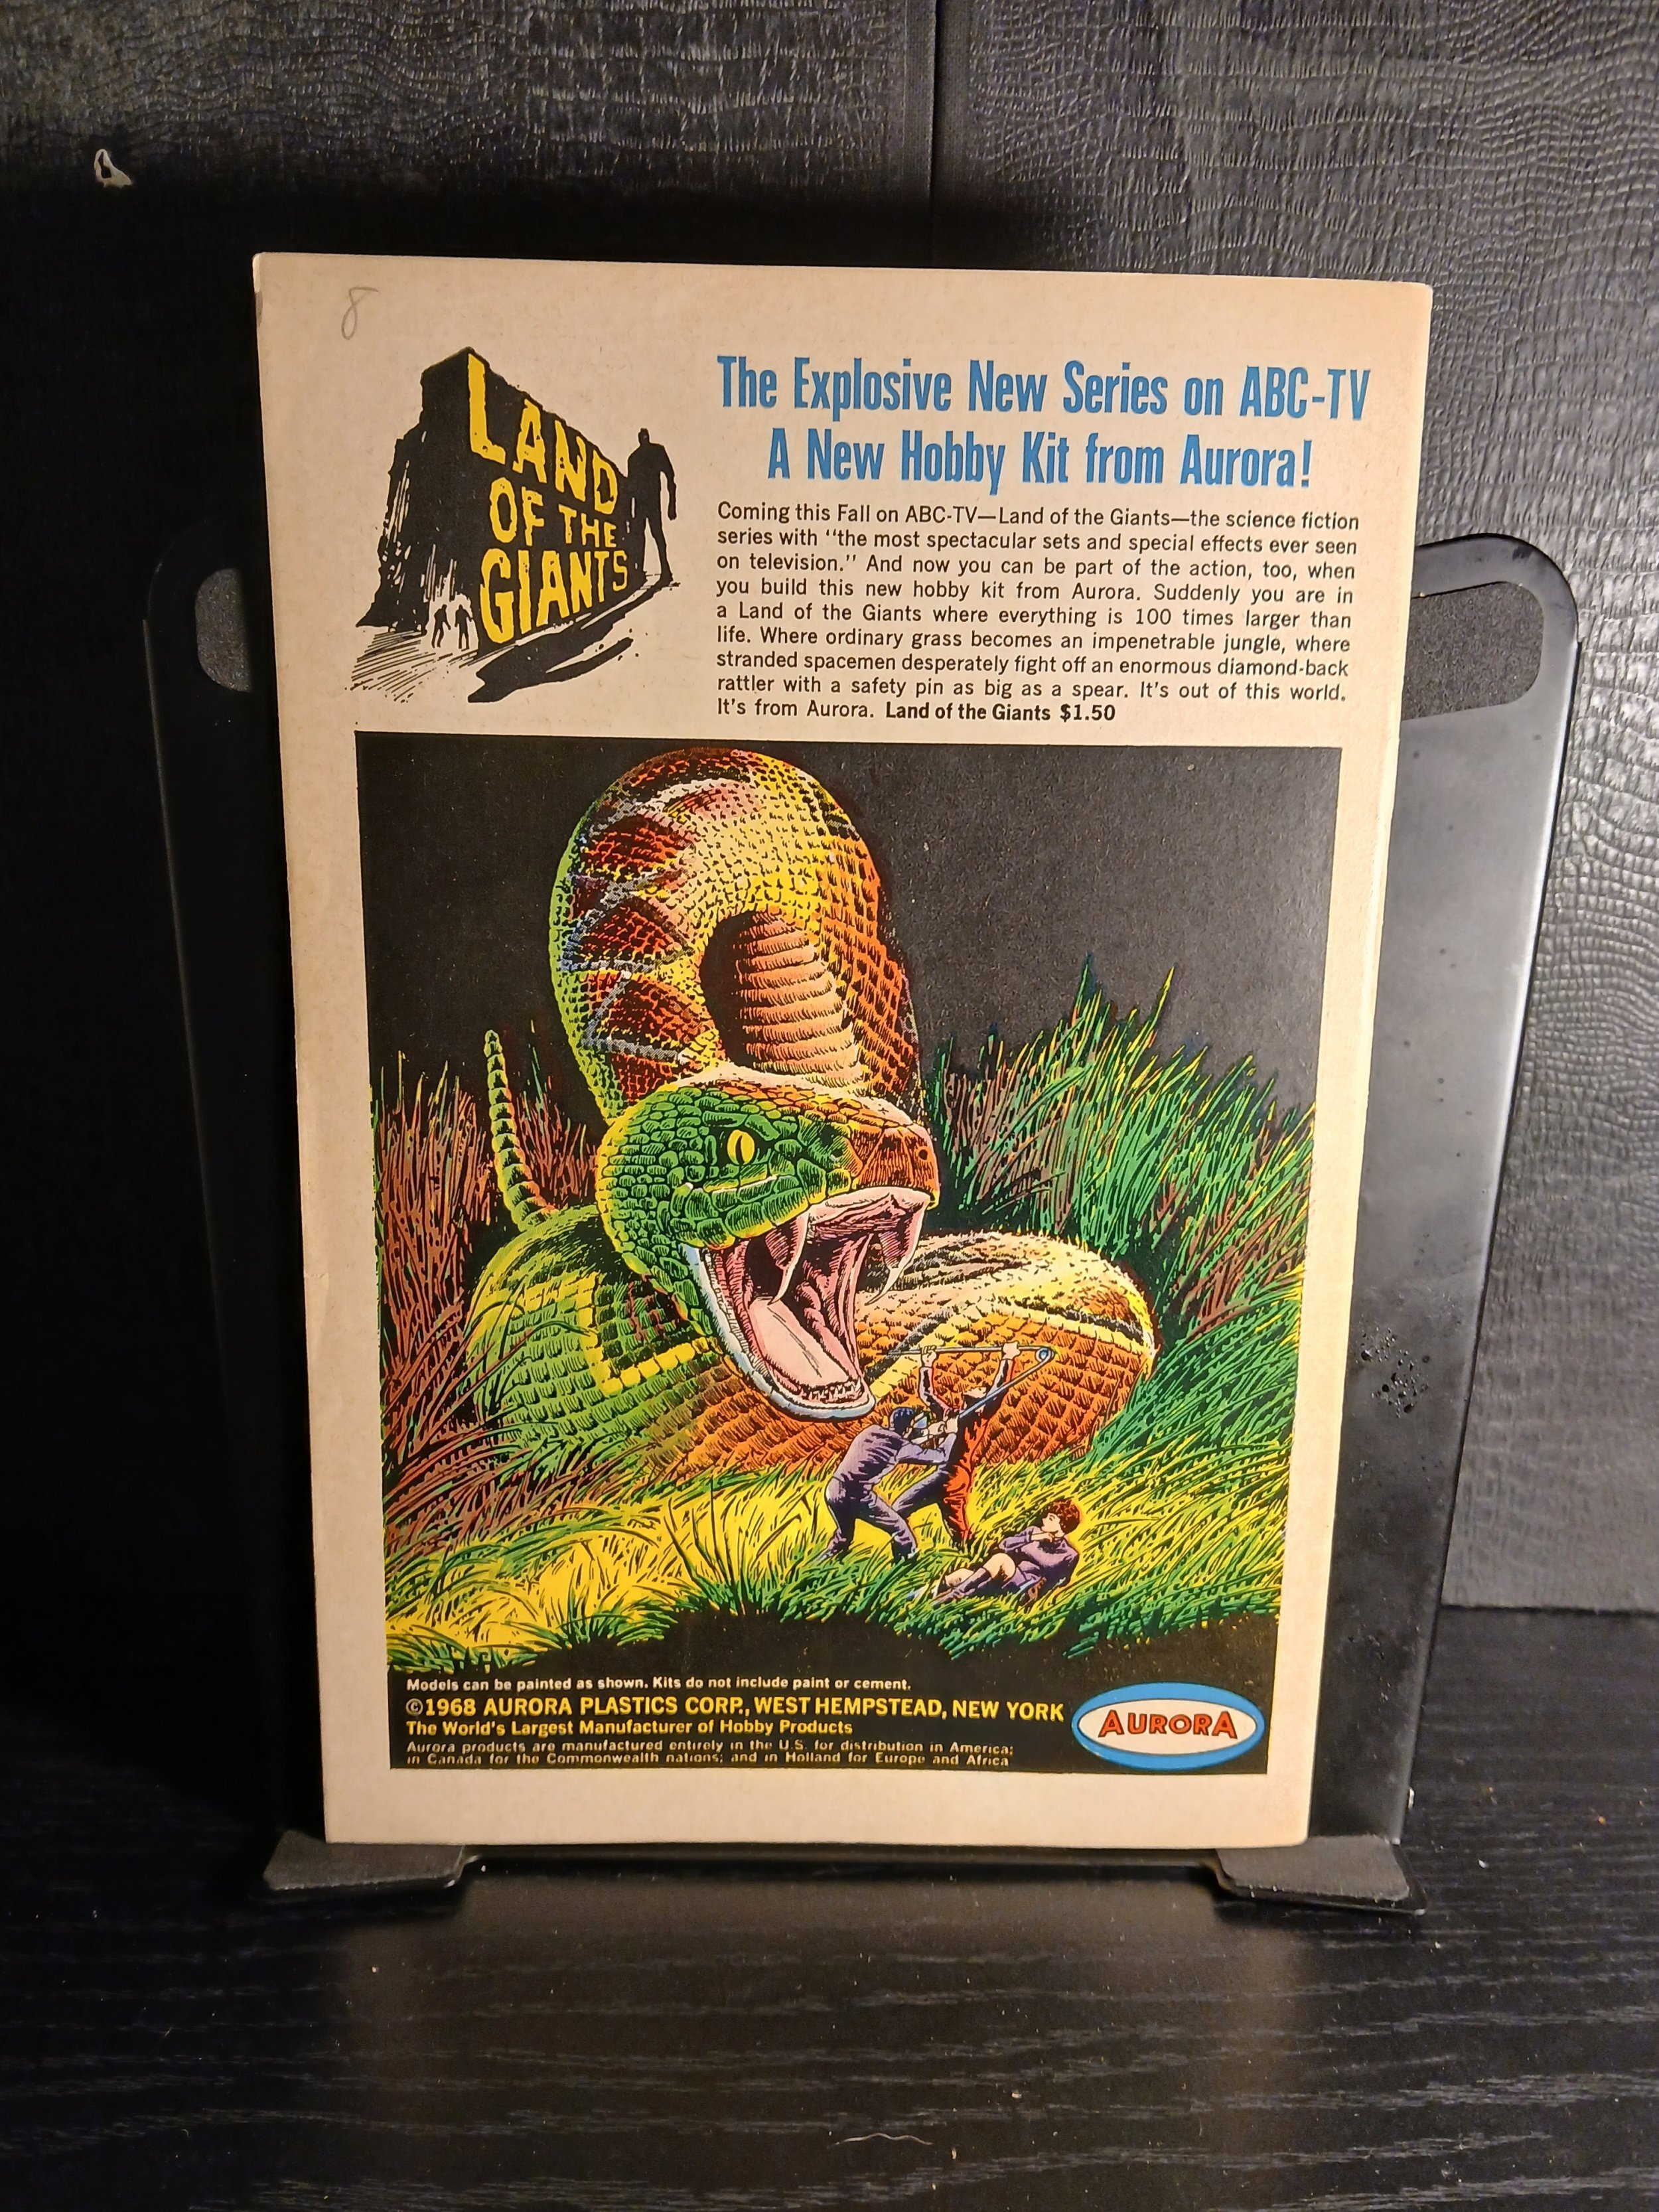 8
LAND
OF THE
GIANTS
The Explosive New Series on ABC-TV
A New Hobby Kit from Aurora!
Coming this Fall on ABC-TV—Land of the Giants—the science fiction
series with "the most spectacular sets and special effects ever seen
on television." And now you can be part of the action, too, when
you build this new hobby kit from Aurora. Suddenly you are in
a Land of the Giants where everything is 100 times larger than
life. Where ordinary grass becomes an impenetrable jungle, where
stranded spacemen desperately fight off an enormous diamond-back
rattler with a safety pin as big as a spear. It's out of this world.
It's from Aurora. Land of the Giants $1.50
Models can be painted as shown. Kits do not include paint or cement.
©1968 AURORA PLASTICS CORP., WEST HEMPSTEAD, NEW YORK
The World's Largest Manufacturer of Hobby Products
Aurora products are manufactured entirely in the U.S. for distribution in America;
in Canada for the Commonwealth nations; and in Holland for Europe and Africa
AURORA